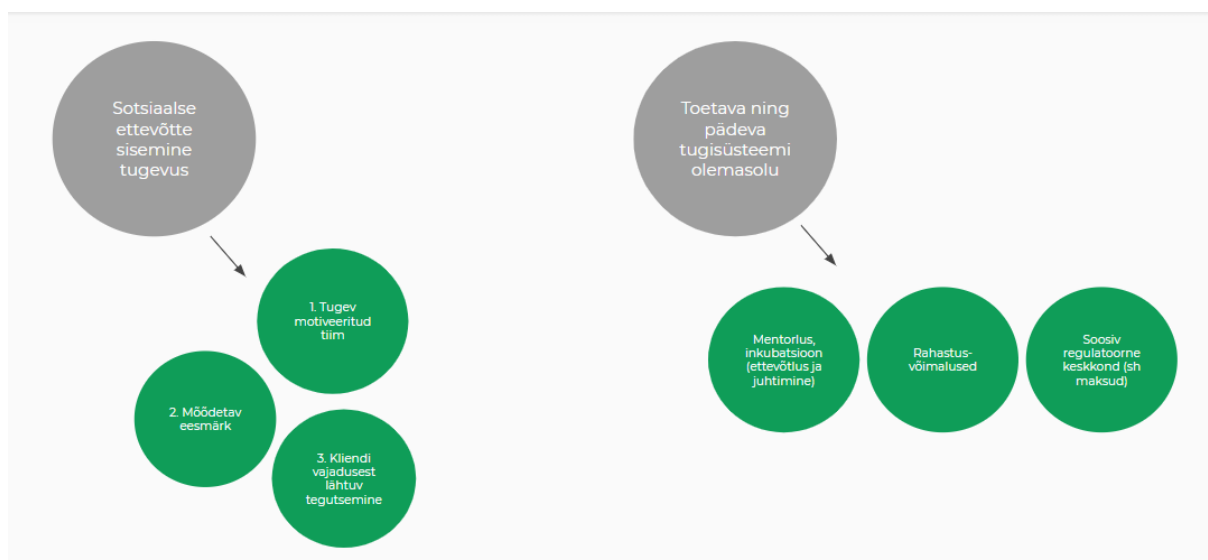 Sotsiaalse
ettevõtte
sisemine
tugevus
1. Tugev
motiveeritud
tiim
2. Mõõdetav
eesmärk
3. Kliendi
vajadusest
lähtuv
tegutsemine
Toetava ning
pädeva
tugisüsteemi
olemasolu
Mentorlus,
inkubatsioon
(ettevõtlus ja
juhtimine)
Rahastus-
võimalused
Soosiv
regulatoorne
keskkond (sh
maksud)